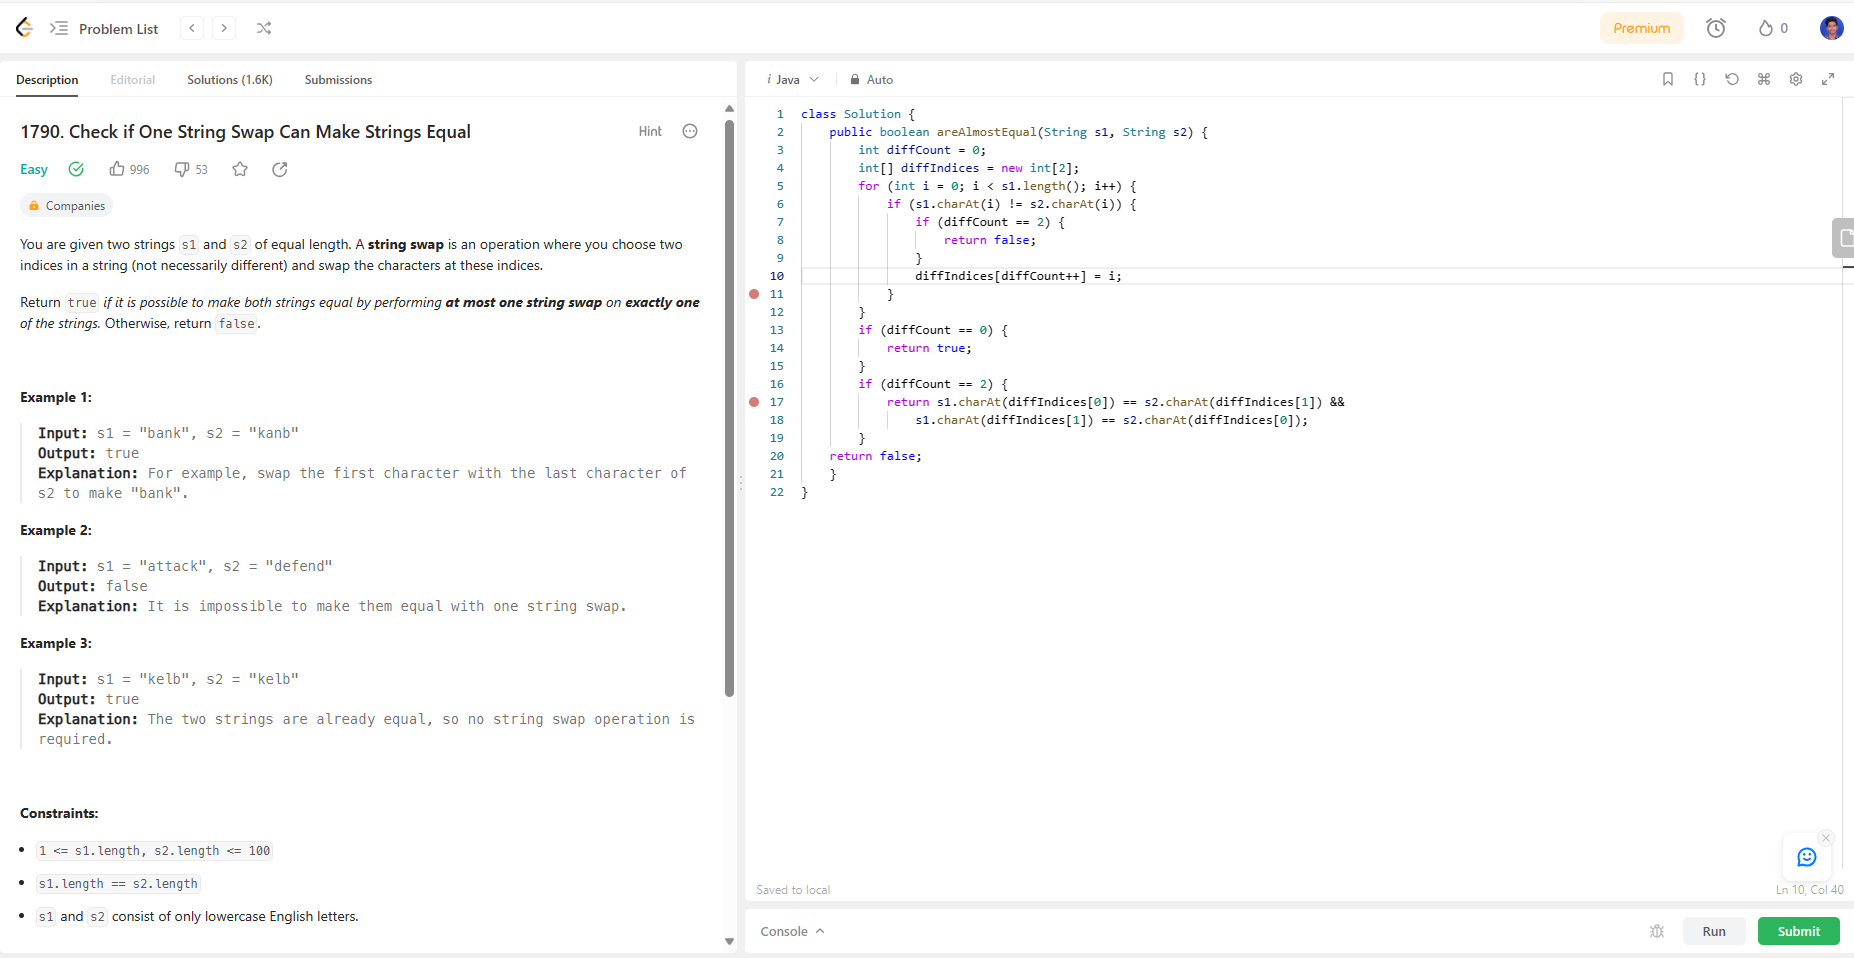 Problem List
Premium
0
Description Editorial Solutions (1.6K) Submissions
1790. Check if One String Swap Can Make Strings Equal
Hint
Easy 996 53
Companies
You are given two strings s1 and s2 of equal length. A string swap is an operation where you choose two
indices in a string (not necessarily different) and swap the characters at these indices.
Return true if it is possible to make both strings equal by performing at most one string swap on exactly one
of the strings. Otherwise, return false.
Example 1:
Input: s1 = "bank", s2 = "kanb"
Output: true
Explanation: For example, swap the first character with the last character of
s2 to make "bank".
Example 2:
Input: s1 = "attack", s2 = "defend"
Output: false
Explanation: It is impossible to make them equal with one string swap.
Example 3:
Input: s1 = "kelb", s2 = "kelb"
Output: true
Explanation: The two strings are already equal, so no string swap operation is
required.
Constraints:
• 1 <= s1.length, s2.length <= 100
• s1.length == s2.length
• s1 and s2 consist of only lowercase English letters.
i Java Auto
1 class Solution {
2     public boolean areAlmostEqual(String s1, String s2) {
3         int diffCount = 0;
4         int[] diffIndices = new int[2];
5         for (int i = 0; i < s1.length(); i++) {
6             if (s1.charAt(i) != s2.charAt(i)) {
7                 if (diffCount == 2) {
8                     return false;
9                 }
10                 diffIndices[diffCount++] = i;
11             }
12         }
13         if (diffCount == 0) {
14             return true;
15         }
16         if (diffCount == 2) {
17             return s1.charAt(diffIndices[0]) == s2.charAt(diffIndices[1]) &&
18                 s1.charAt(diffIndices[1]) == s2.charAt(diffIndices[0]);
19         }
20     return false;
21     }
22 }
Saved to local
Ln 10, Col 40
Console
Run
Submit